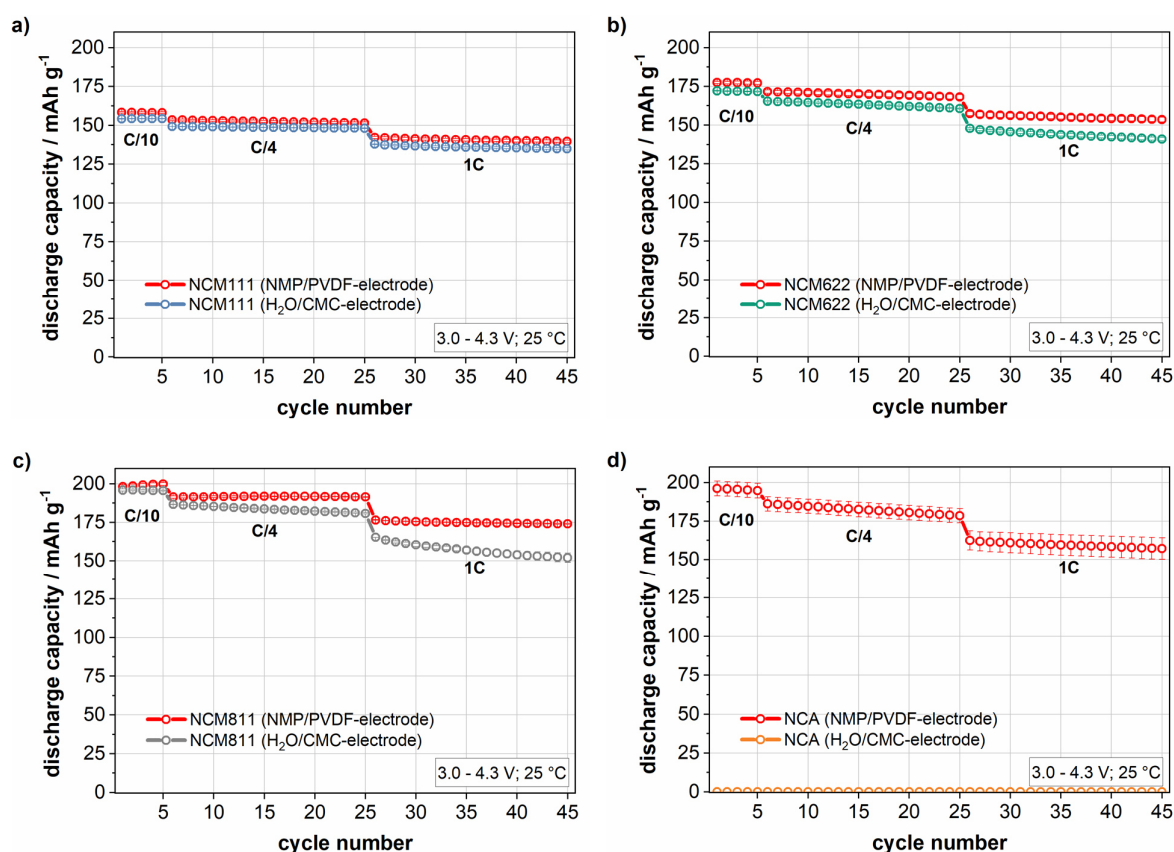 a)
discharge capacity / mAh g⁻¹
200
175
150
125
100
75
50
25
0
C/10
C/4
1C
NCM111 (NMP/PVDF-electrode)
NCM111 (H₂O/CMC-electrode)
3.0 - 4.3 V; 25 °C
5 10 15 20 25 30 35 40 45
cycle number
b)
discharge capacity / mAh g⁻¹
200
175
150
125
100
75
50
25
0
C/10
C/4
1C
NCM622 (NMP/PVDF-electrode)
NCM622 (H₂O/CMC-electrode)
3.0 - 4.3 V; 25 °C
5 10 15 20 25 30 35 40 45
cycle number
c)
discharge capacity / mAh g⁻¹
200
175
150
125
100
75
50
25
0
C/10
C/4
1C
NCM811 (NMP/PVDF-electrode)
NCM811 (H₂O/CMC-electrode)
3.0 - 4.3 V; 25 °C
5 10 15 20 25 30 35 40 45
cycle number
d)
discharge capacity / mAh g⁻¹
200
175
150
125
100
75
50
25
0
C/10
C/4
1C
NCA (NMP/PVDF-electrode)
NCA (H₂O/CMC-electrode)
3.0 - 4.3 V; 25 °C
5 10 15 20 25 30 35 40 45
cycle number